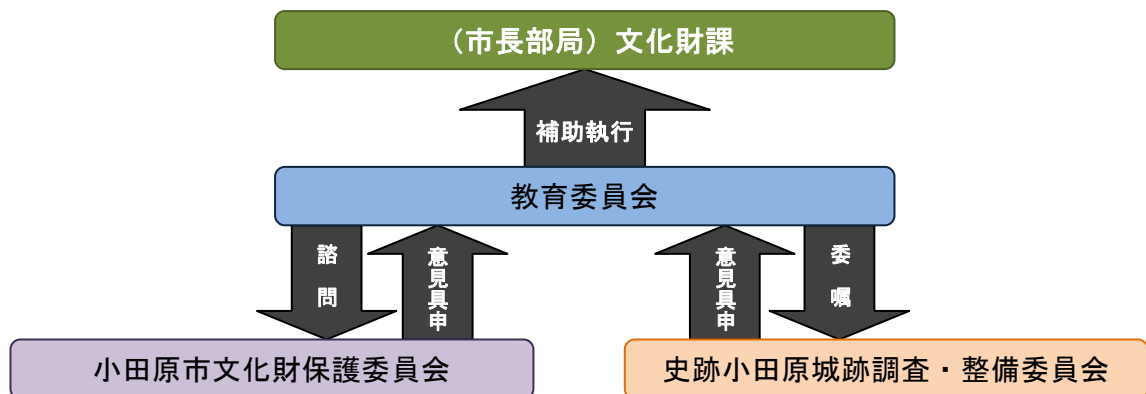 （市長部局）文化財課
補助執行
教育委員会
諮問
意見具申
意見具申
委嘱
小田原市文化財保護委員会
史跡小田原城跡調査・整備委員会